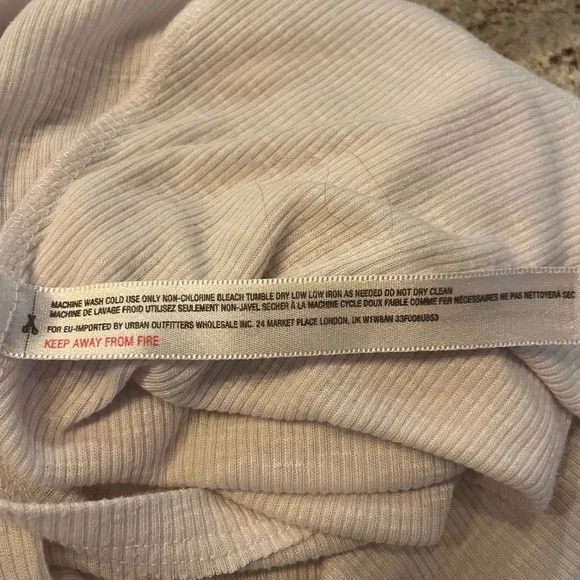 MACHINE WASH COLD USE ONLY NON-CHLORINE BLEACH TUMBLE DRY LOW LOW IRON AS NEEDED DO NOT DRY CLEAN
MACHINE DE LAVAGE FROID UTILISEZ SEULEMENT NON-JAVEL SECHER À LA MACHINE CYCLE DOUX FAIBLE COMME FER NÉCESSAIRES NE PAS NETTOYERÀ SEC
FOR EU-IMPORTED BY URBAN OUTFITTERS WHOLESALE INC. 24 MARKET PLACE LONDON, UK W1W8AN 33F0D8UBS3
KEEP AWAY FROM FIRE